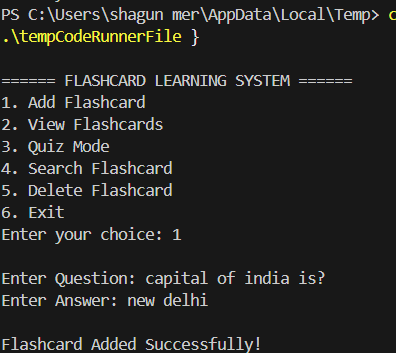 PS C:\Users\shagun mer\AppData\Local\Temp> c
.\tempCodeRunnerFile }
====== FLASHCARD LEARNING SYSTEM ======
1. Add Flashcard
2. View Flashcards
3. Quiz Mode
4. Search Flashcard
5. Delete Flashcard
6. Exit
Enter your choice: 1
Enter Question: capital of india is?
Enter Answer: new delhi
Flashcard Added Successfully!